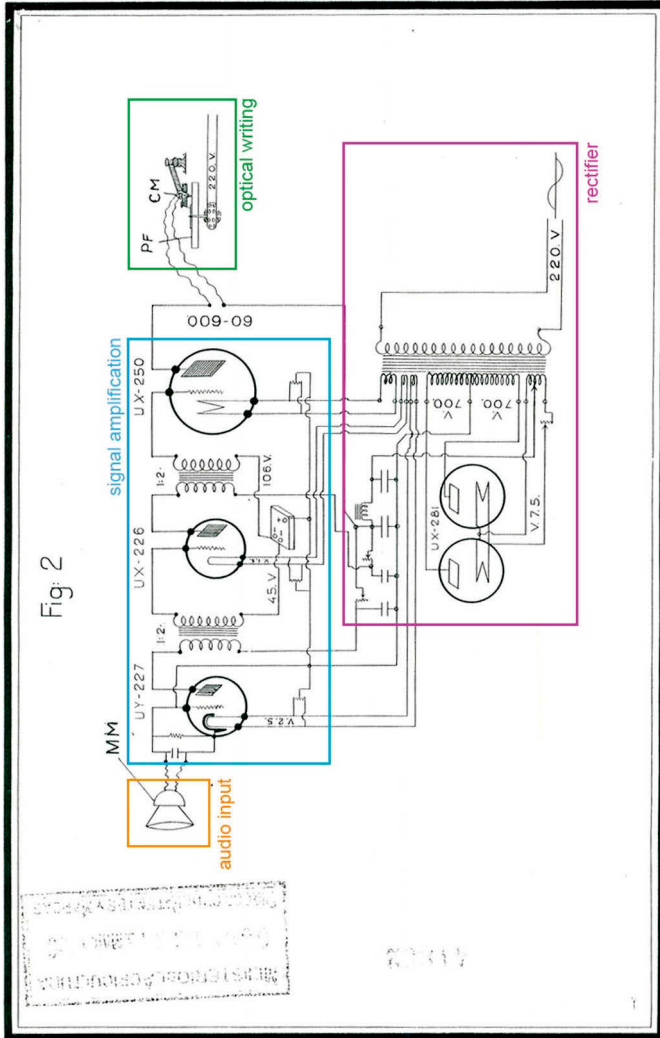 Fig: 2
MM
UY-227
1:2.
UX-226
1:2.
UX-250
60-600.
PF
CM
220.V.
optical writing
signal amplification
audio input
V.2.5.
45.V.
106.V.
rectifier
UX-281
V.7.5.
700.
V.
700.
V.
220.V